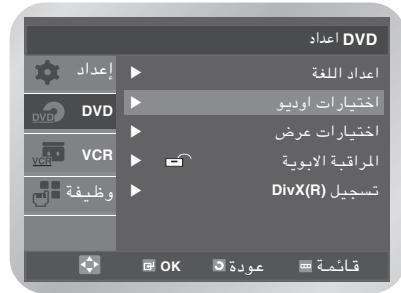 اعداد DVD
إعداد
DVD
VCR
وظيفة
اعداد اللغة
اختيارات اوديو
اختيارات عرض
المراقبة الابوية
تسجيل DivX(R)
OK عودة قائمة